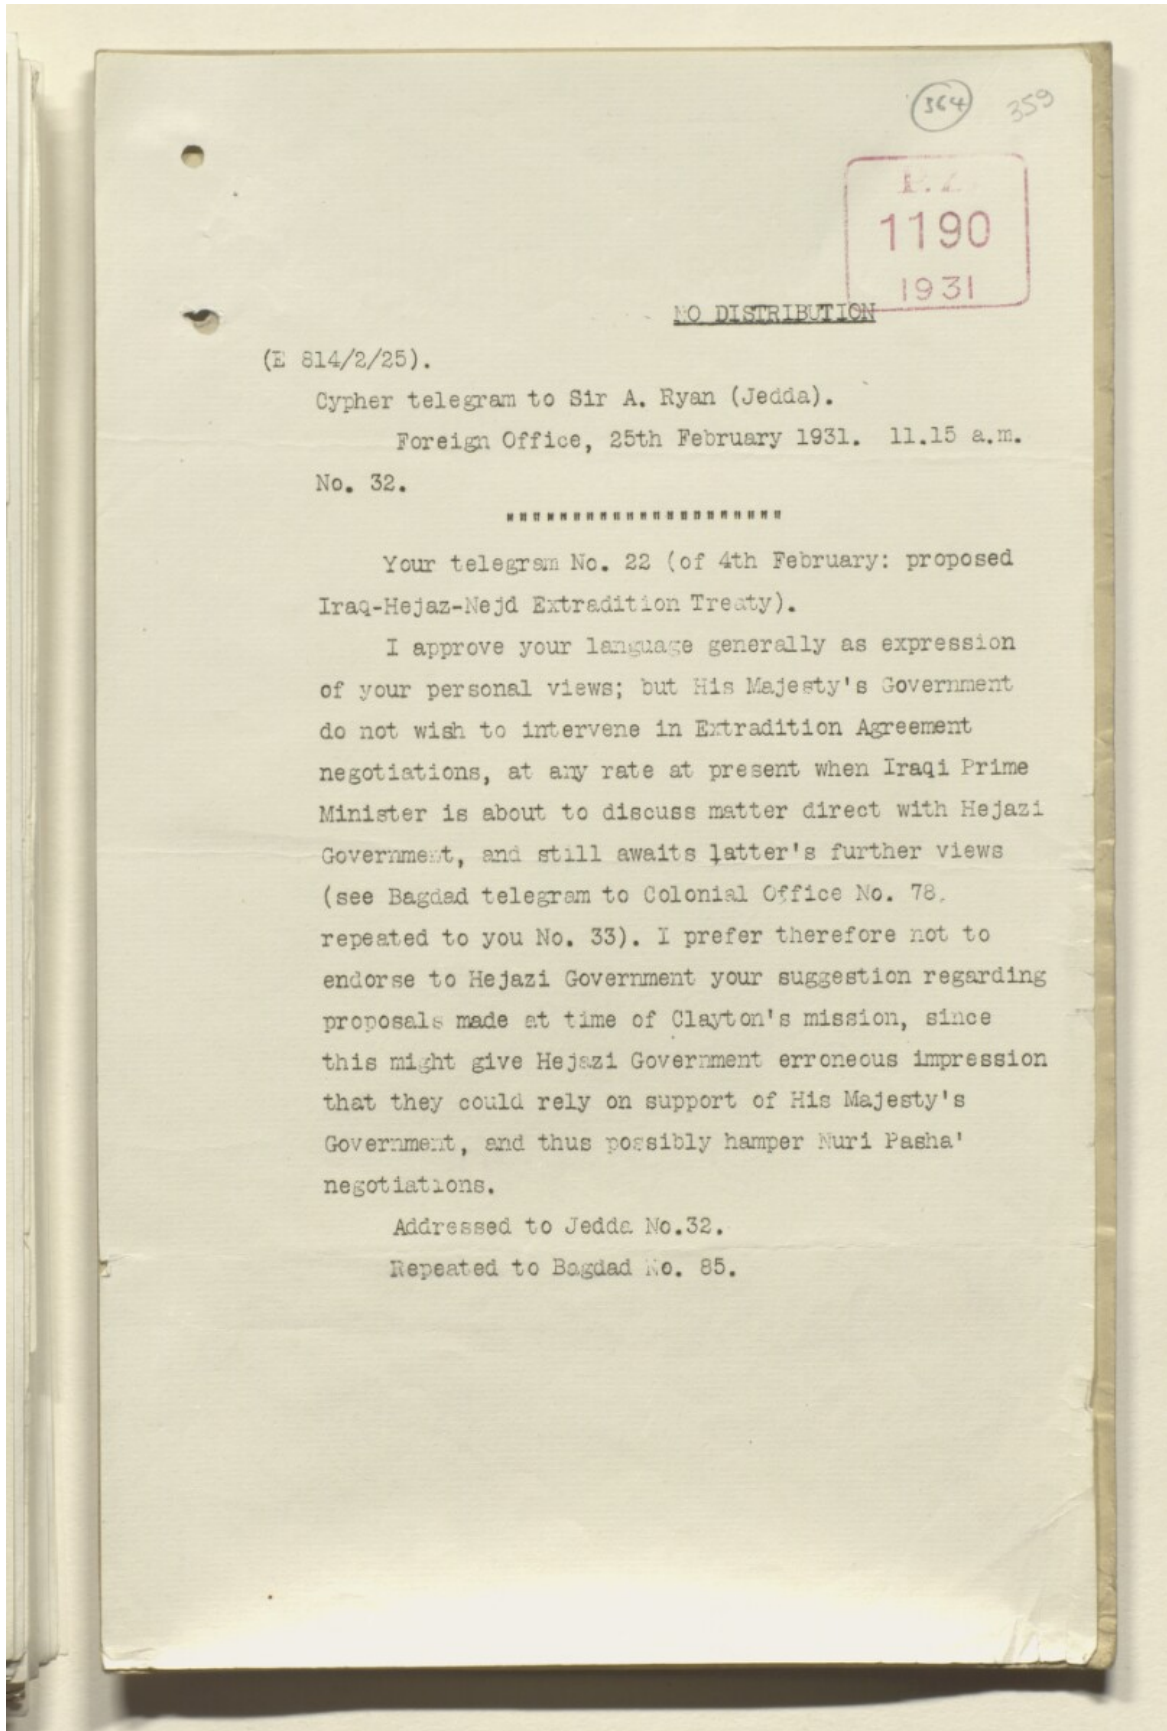 364 359
P.Z.
1190
1931
NO DISTRIBUTION
(E 814/2/25).
Cypher telegram to Sir A. Ryan (Jedda).
Foreign Office, 25th February 1931. 11.15 a.m.
No. 32.
"""""""""""""""""""""
Your telegram No. 22 (of 4th February: proposed
Iraq-Hejaz-Nejd Extradition Treaty).
I approve your language generally as expression
of your personal views; but His Majesty's Government
do not wish to intervene in Extradition Agreement
negotiations, at any rate at present when Iraqi Prime
Minister is about to discuss matter direct with Hejazi
Government, and still awaits latter's further views
(see Bagdad telegram to Colonial Office No. 78,
repeated to you No. 33). I prefer therefore not to
endorse to Hejazi Government your suggestion regarding
proposals made at time of Clayton's mission, since
this might give Hejazi Government erroneous impression
that they could rely on support of His Majesty's
Government, and thus possibly hamper Nuri Pasha'
negotiations.
Addressed to Jedda No.32.
Repeated to Bagdad No. 85.